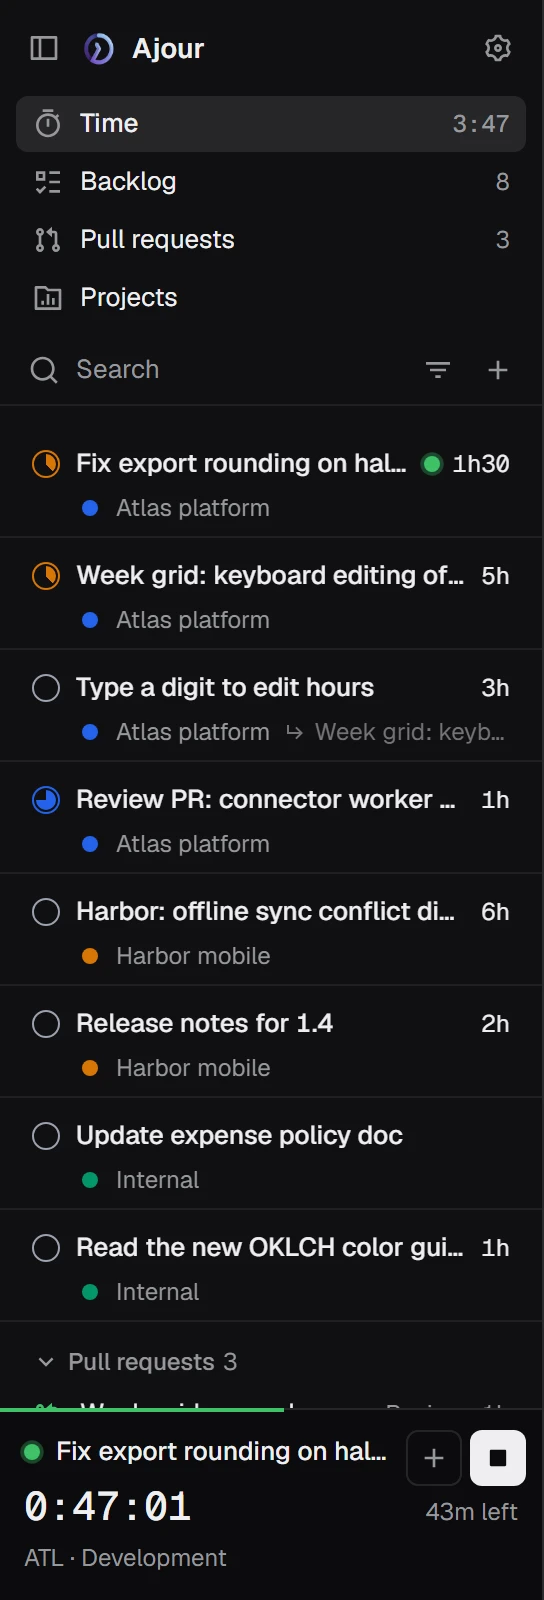 Ajour
Time 3:47
Backlog 8
Pull requests 3
Projects
Search
Fix export rounding on hal... 1h30
Atlas platform
Week grid: keyboard editing of... 5h
Atlas platform
Type a digit to edit hours 3h
Atlas platform ↳ Week grid: keyb...
Review PR: connector worker ... 1h
Atlas platform
Harbor: offline sync conflict di... 6h
Harbor mobile
Release notes for 1.4 2h
Harbor mobile
Update expense policy doc
Internal
Read the new OKLCH color gui... 1h
Internal
Pull requests 3
Fix export rounding on hal...
0:47:01 43m left
ATL · Development